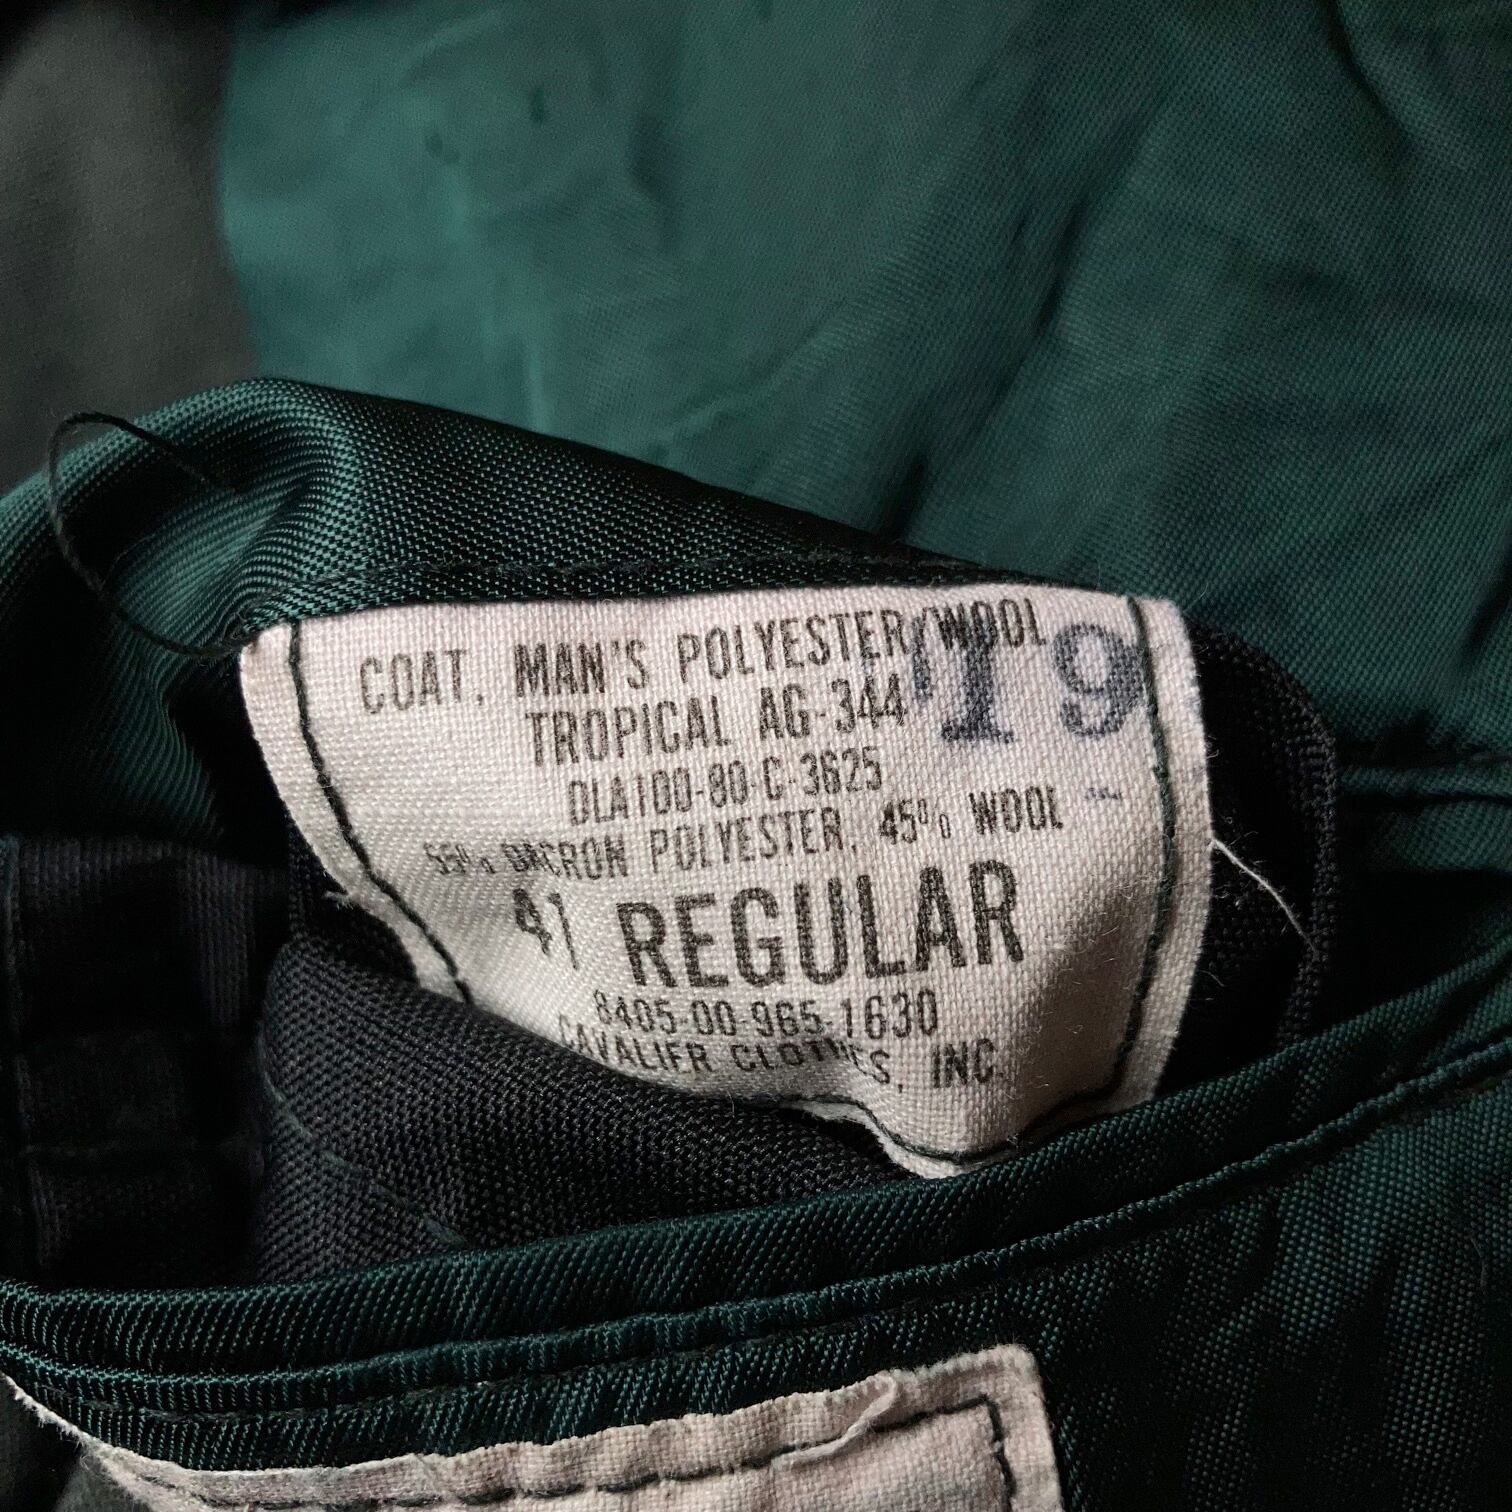 COAT, MAN'S POLYESTER/WOOL
TROPICAL AG-344
19
DLA100-80-C-3625
55% DACRON POLYESTER, 45% WOOL
41 REGULAR
8405-00-965-1630
CAVALIER CLOTHES, INC.